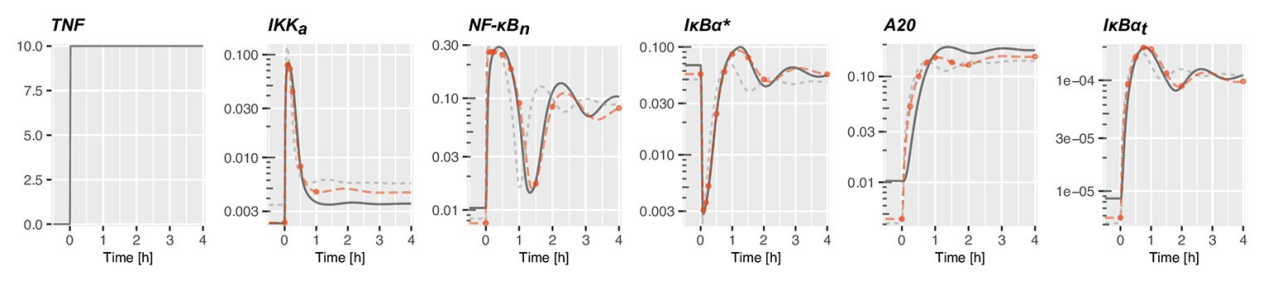 TNF
10.0
7.5
5.0
2.5
0.0
0 1 2 3 4
Time [h]
IKKa
0.100
0.030
0.010
0.003
0 1 2 3 4
Time [h]
NF-κBn
0.30
0.10
0.03
0.01
0 1 2 3 4
Time [h]
IκBα*
0.100
0.030
0.010
0.003
0 1 2 3 4
Time [h]
A20
0.10
0.03
0.01
0 1 2 3 4
Time [h]
IκBαt
1e−04
3e−05
1e−05
0 1 2 3 4
Time [h]